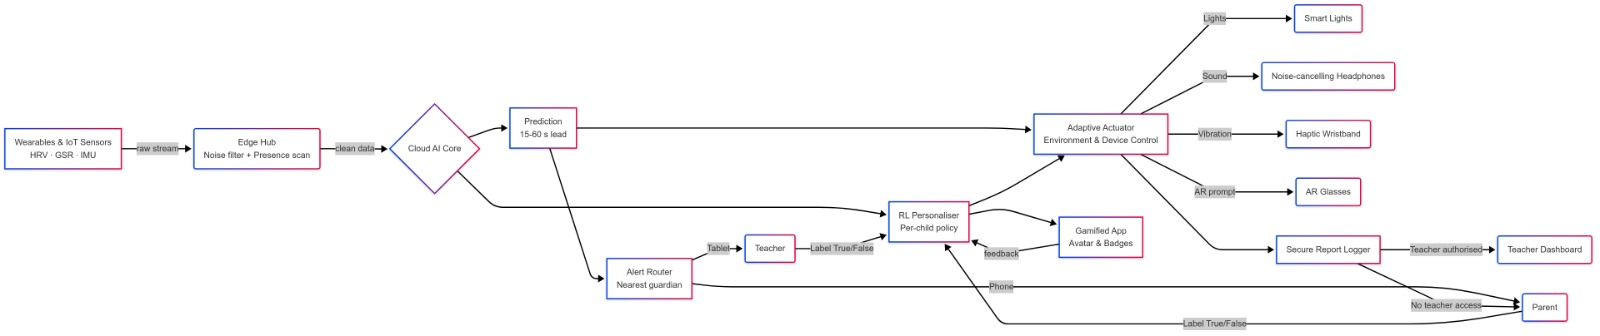 Wearables & IoT Sensors
HRV · GSR · IMU
raw stream
Edge Hub
Noise filter + Presence scan
clean data
Cloud AI Core
Prediction
15-60 s lead
Alert Router
Nearest guardian
Tablet
Teacher
Label True/False
RL Personaliser
Per-child policy
Gamified App
Avatar & Badges
feedback
Phone
Label True/False
Adaptive Actuator
Environment & Device Control
Lights
Smart Lights
Sound
Noise-cancelling Headphones
Vibration
Haptic Wristband
AR prompt
AR Glasses
Secure Report Logger
Teacher authorised
Teacher Dashboard
No teacher access
Parent